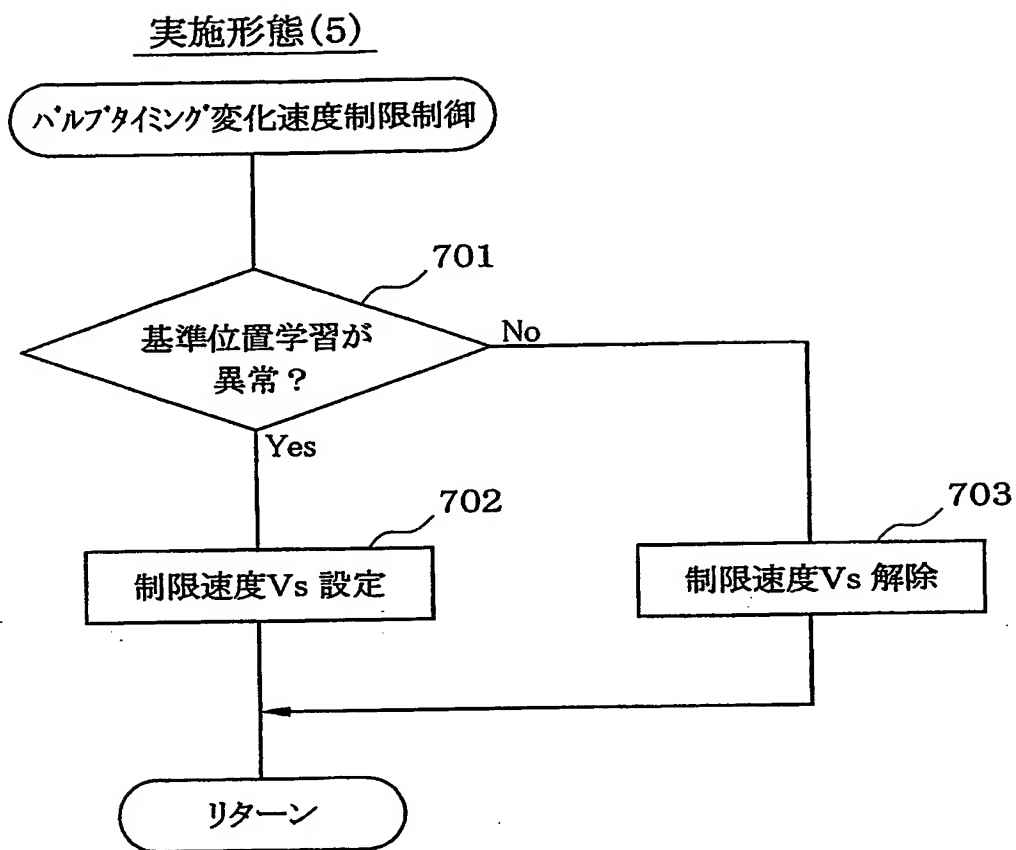 実施形態(5)
バルブタイミング変化速度制限制御
701
基準位置学習が
異常？
No
Yes
702
制限速度Vs 設定
703
制限速度Vs 解除
リターン